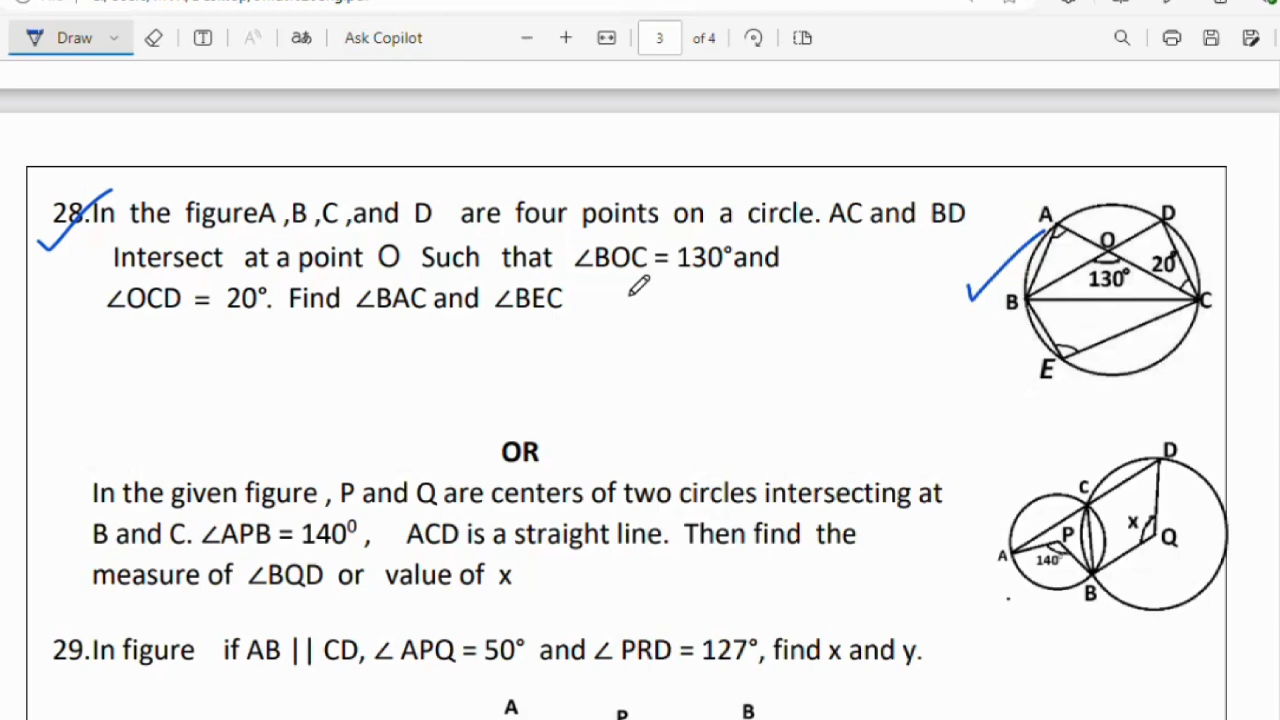 Draw
aあ
Ask Copilot
3
of 4
28.In the figureA ,B ,C ,and D are four points on a circle. AC and BD
Intersect at a point O Such that ∠BOC = 130°and
∠OCD = 20°. Find ∠BAC and ∠BEC
A
D
O
20°
130°
B
C
E
OR
In the given figure , P and Q are centers of two circles intersecting at
B and C. ∠APB = 140⁰ , ACD is a straight line. Then find the
measure of ∠BQD or value of x
D
C
x
P
Q
A
140°
B
29.In figure if AB || CD, ∠ APQ = 50° and ∠ PRD = 127°, find x and y.
A
P
B